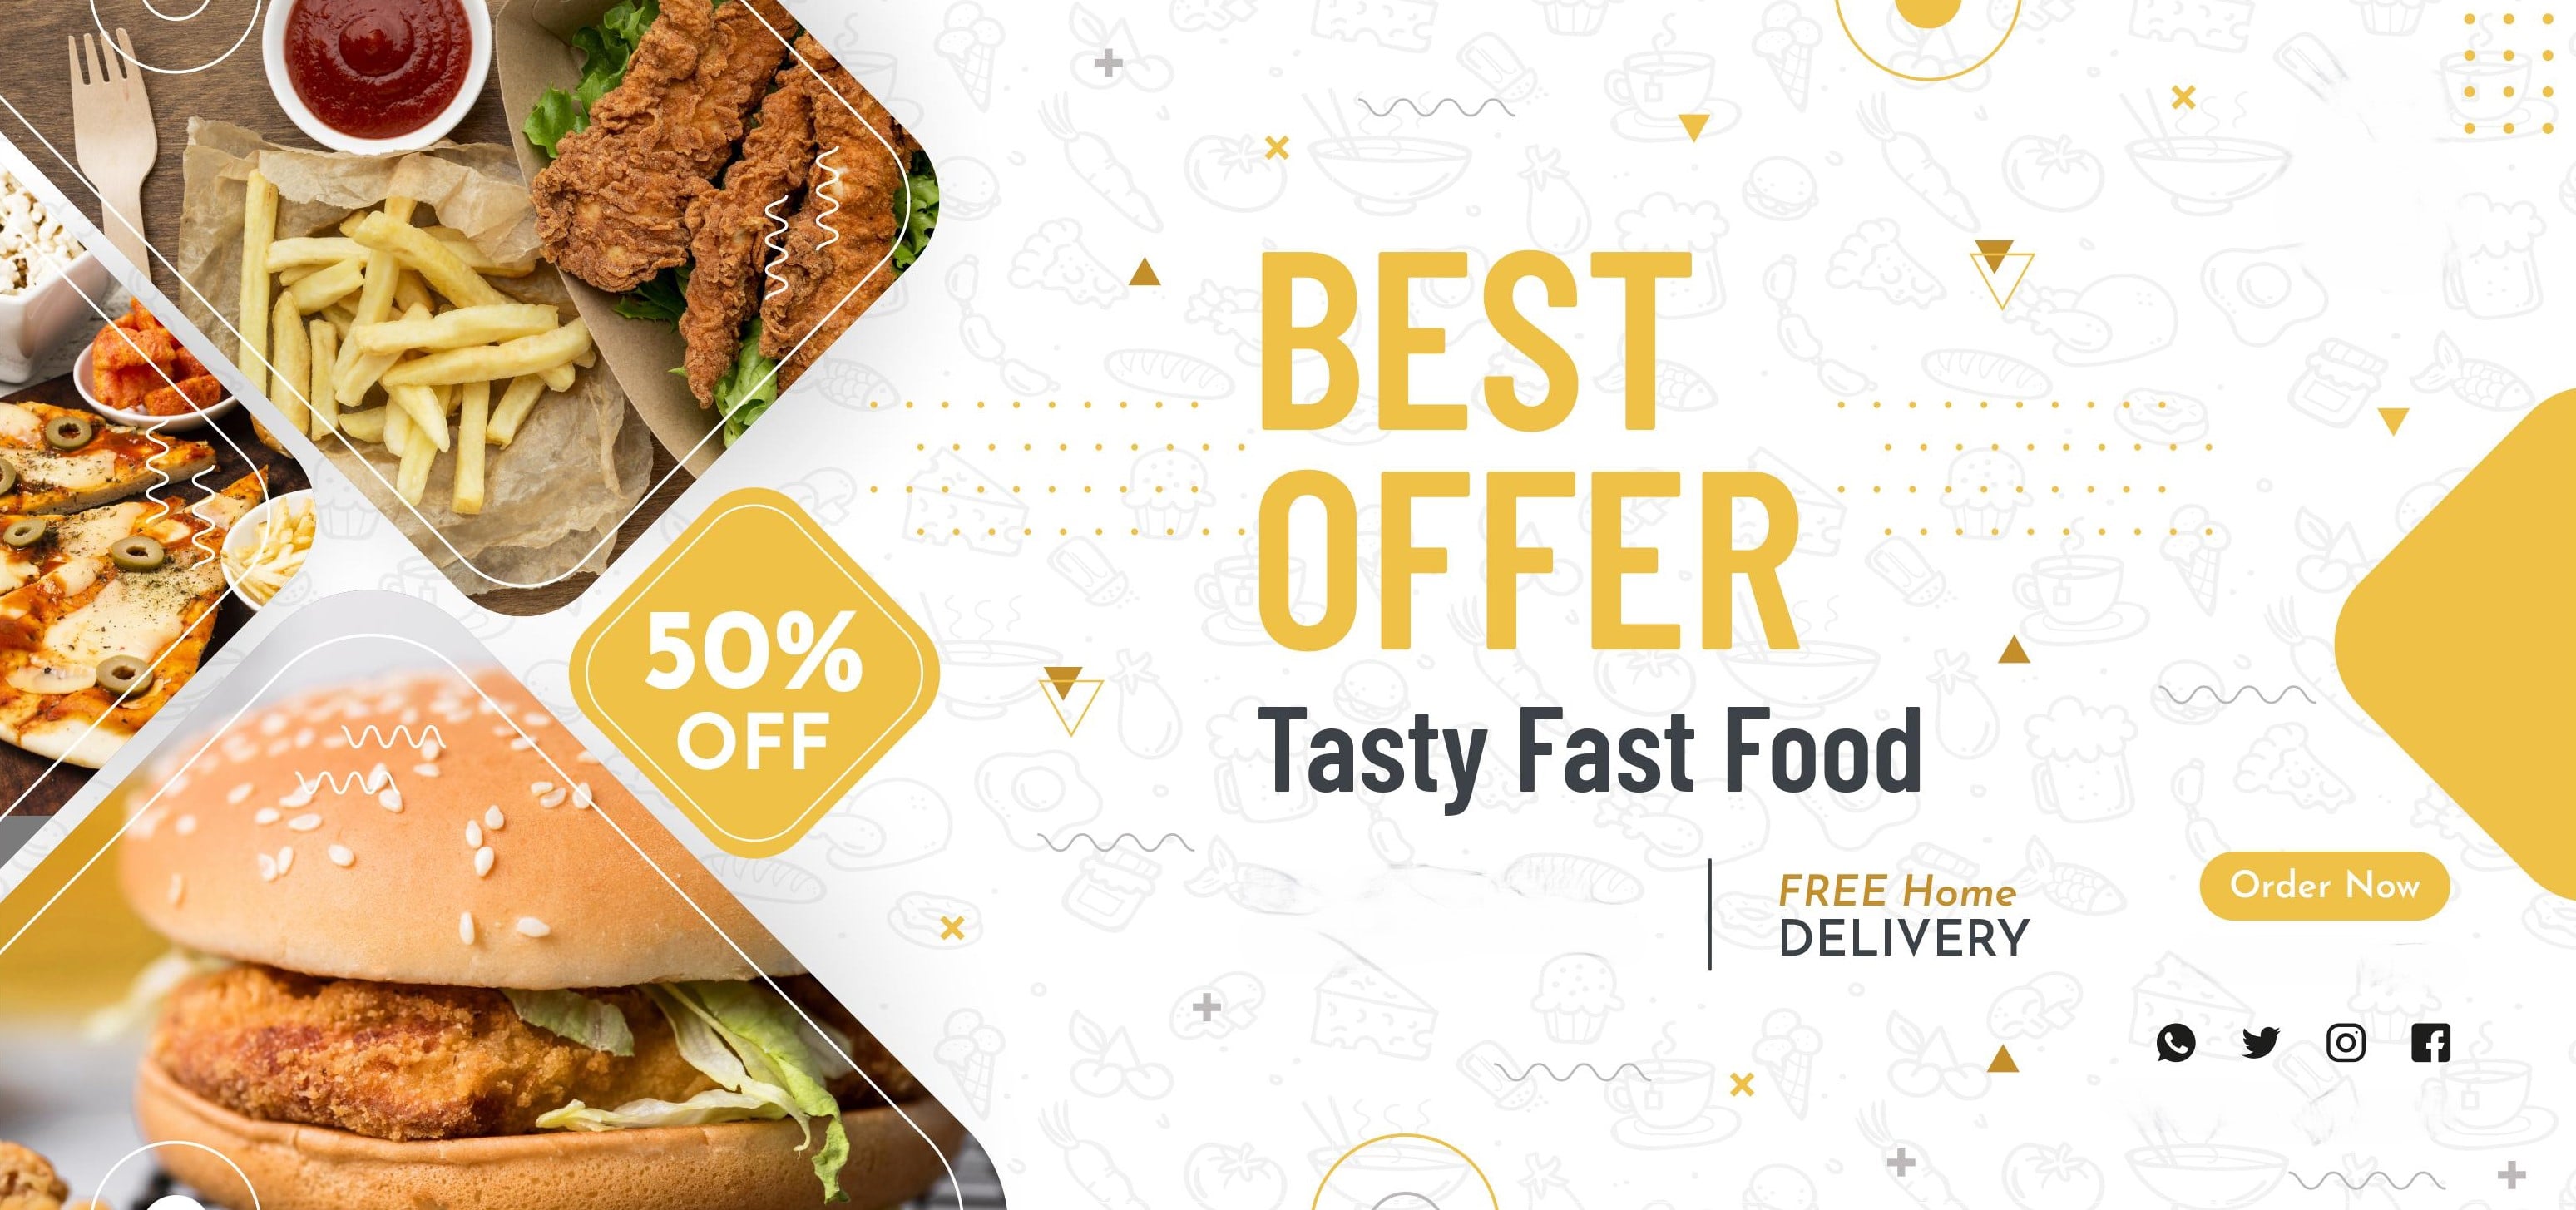 50%
OFF
BEST
OFFER
Tasty Fast Food
FREE Home
DELIVERY
Order Now